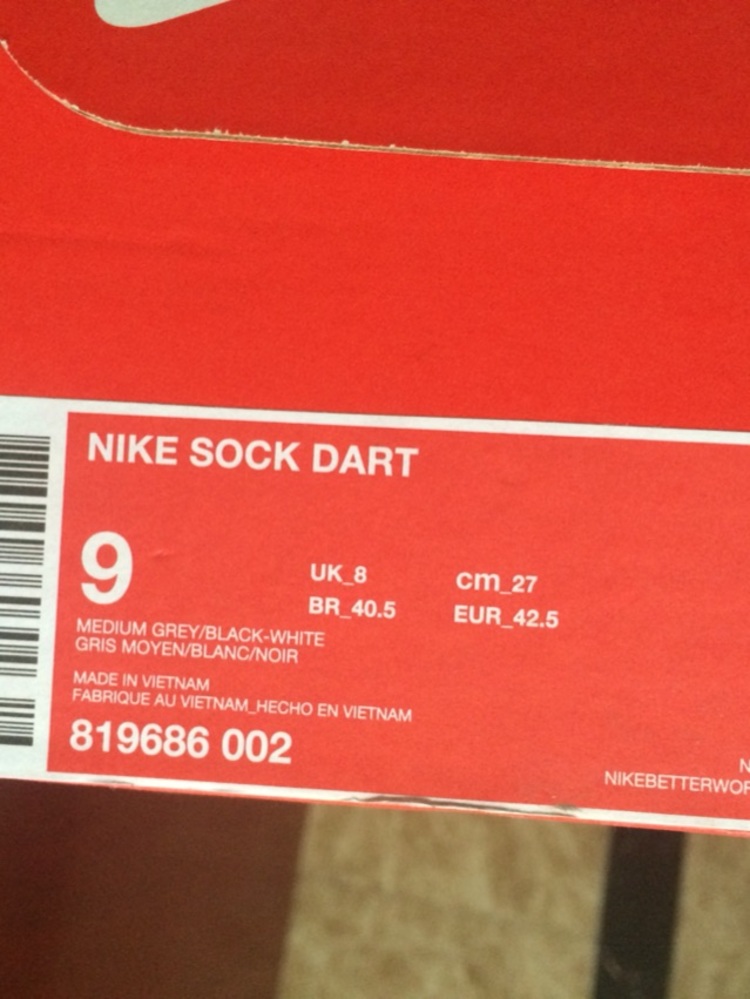 NIKE SOCK DART
9
UK_8 cm_27
BR_40.5 EUR_42.5
MEDIUM GREY/BLACK-WHITE
GRIS MOYEN/BLANC/NOIR
MADE IN VIETNAM
FABRIQUE AU VIETNAM_HECHO EN VIETNAM
819686 002